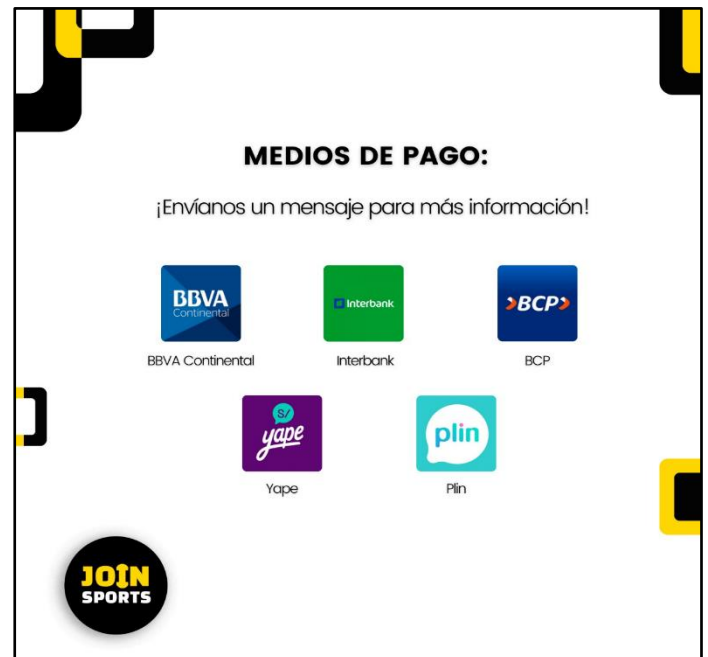 MEDIOS DE PAGO:
¡Envíanos un mensaje para más información!
BBVA
Continental
Interbank
BCP
BBVA Continental
Interbank
BCP
S/
yape
plin
Yape
Plin
JOIN
SPORTS